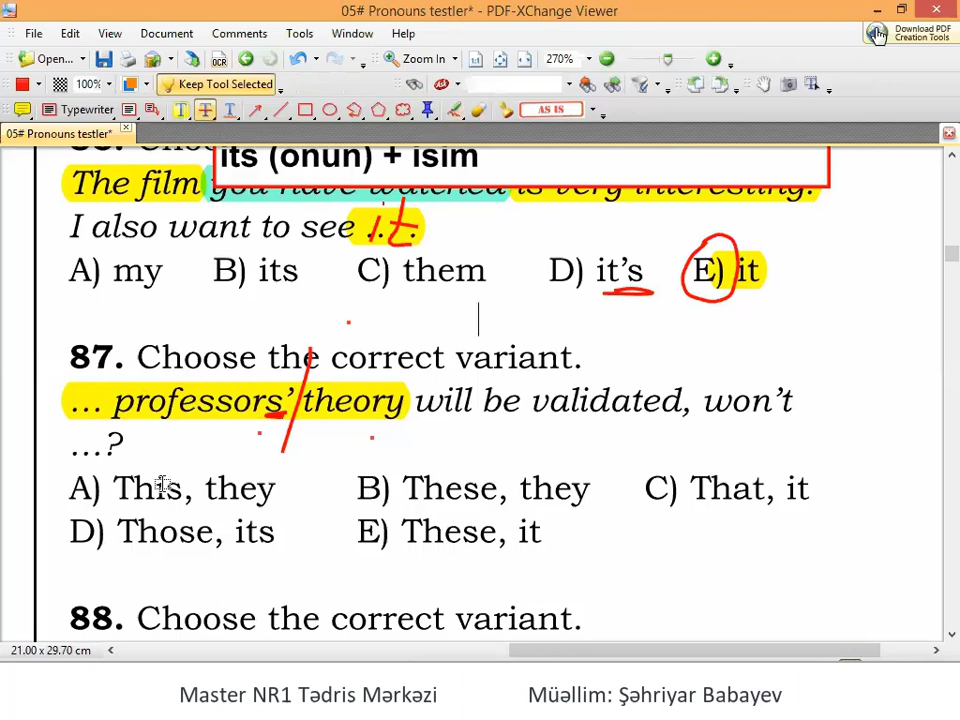 05# Pronouns testler* - PDF-XChange Viewer
File Edit View Document Comments Tools Window Help
Download PDF Creation Tools
Open... OCR 270% Zoom In
100% Keep Tool Selected
Typewriter AS IS
05# Pronouns testler*
its (onun) + isim
The film you have watched is very interesting.
I also want to see it
A) my B) its C) them D) it's E) it
87. Choose the correct variant.
... professors' theory will be validated, won't
...?
A) This, they B) These, they C) That, it
D) Those, its E) These, it
88. Choose the correct variant.
21.00 x 29.70 cm
Master NR1 Tədris Mərkəzi Müəllim: Şəhriyar Babayev